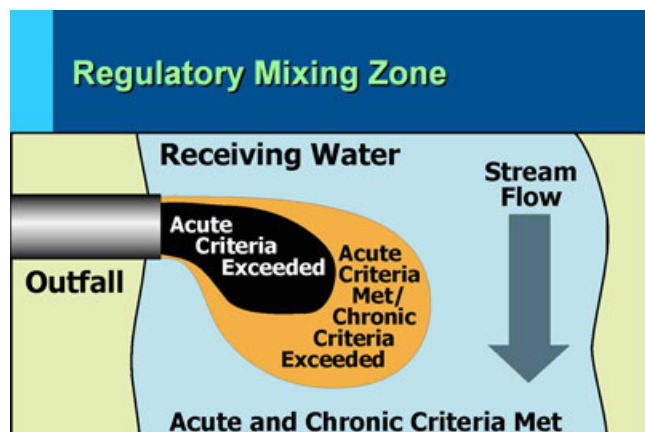 Regulatory Mixing Zone
Receiving Water
Stream
Flow
Acute
Criteria
Exceeded
Acute
Criteria
Met/
Chronic
Criteria
Exceeded
Outfall
Acute and Chronic Criteria Met